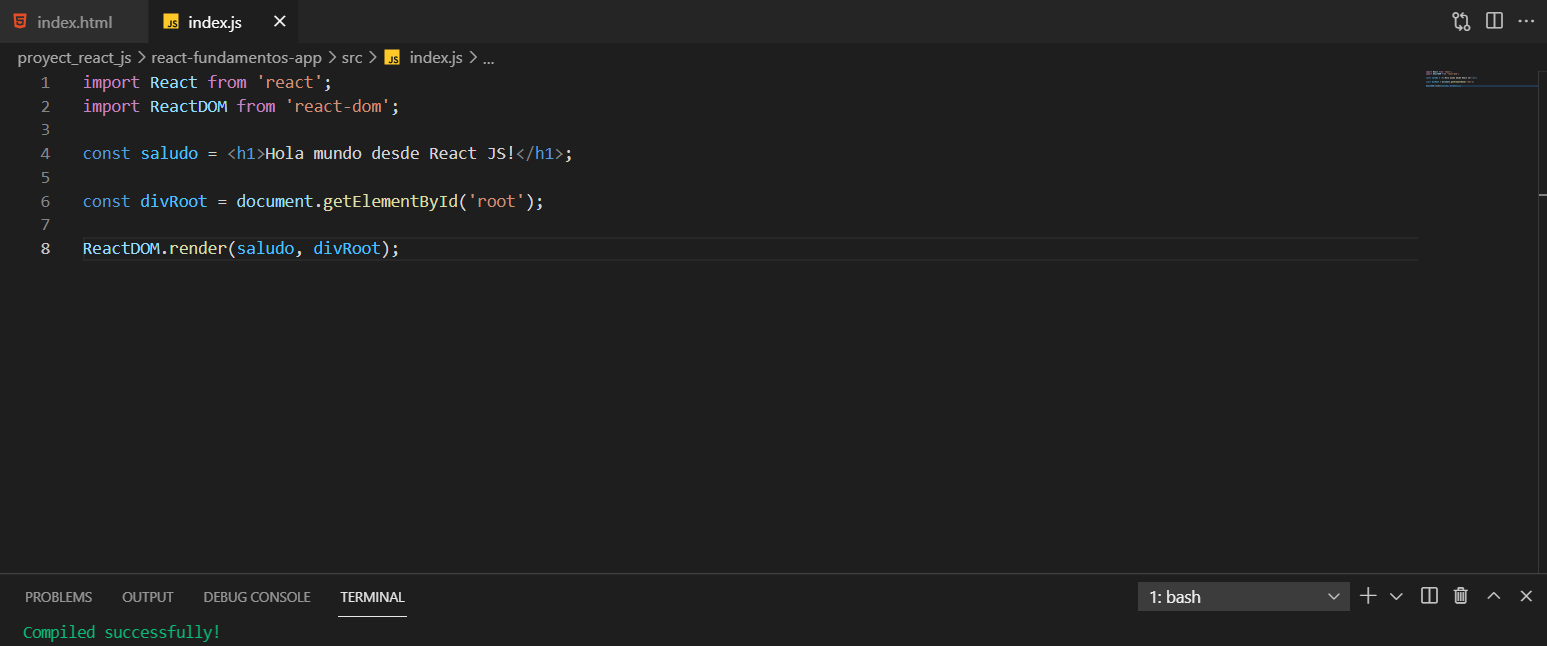 index.html
JS index.js
proyect_react_js > react-fundamentos-app > src > JS index.js > ...
1 import React from 'react';
2 import ReactDOM from 'react-dom';
3
4 const saludo = <h1>Hola mundo desde React JS!</h1>;
5
6 const divRoot = document.getElementById('root');
7
8 ReactDOM.render(saludo, divRoot);
PROBLEMS OUTPUT DEBUG CONSOLE TERMINAL 1: bash
Compiled successfully!